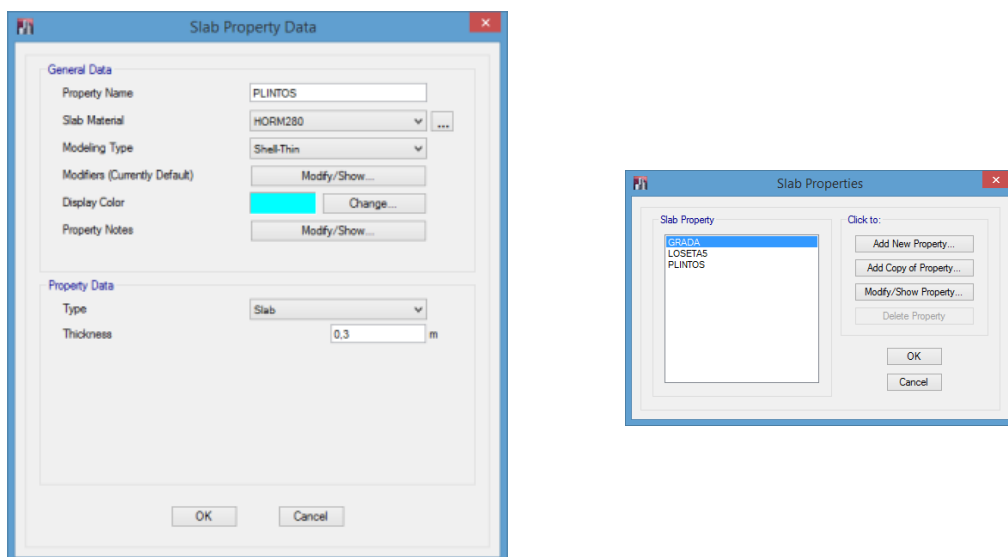 Slab Property Data
General Data
Property Name PLINTOS
Slab Material HORM280 ...
Modeling Type Shell-Thin
Modifiers (Currently Default) Modify/Show...
Display Color Change...
Property Notes Modify/Show...
Property Data
Type Slab
Thickness 0,3 m
OK Cancel
Slab Properties
Slab Property
GRADA
LOSETA5
PLINTOS
Click to:
Add New Property...
Add Copy of Property...
Modify/Show Property...
Delete Property
OK
Cancel